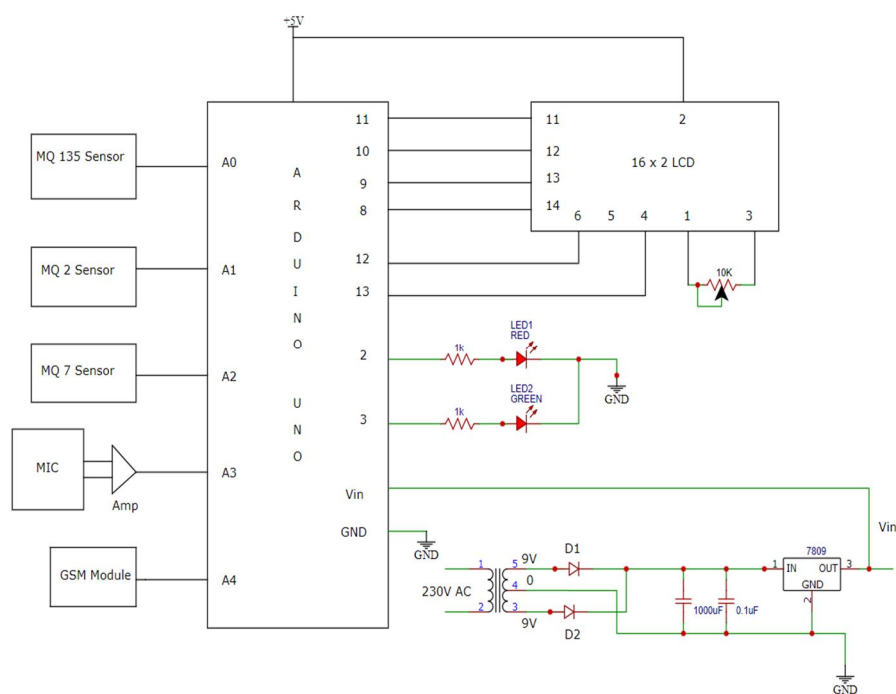 +5V
MQ 135 Sensor
A0
MQ 2 Sensor
A1
MQ 7 Sensor
A2
MIC
Amp
A3
GSM Module
A4
ARDUINO UNO
11
10
9
8
12
13
2
3
Vin
GND
11
12
13
14
2
16 x 2 LCD
6
5
4
1
3
10K
1k
LED1
RED
1k
LED2
GREEN
GND
GND
230V AC
1
2
5
4
3
9V
0
9V
D1
D2
1000uF
0.1uF
7809
1
IN
OUT
3
GND
2
Vin
GND